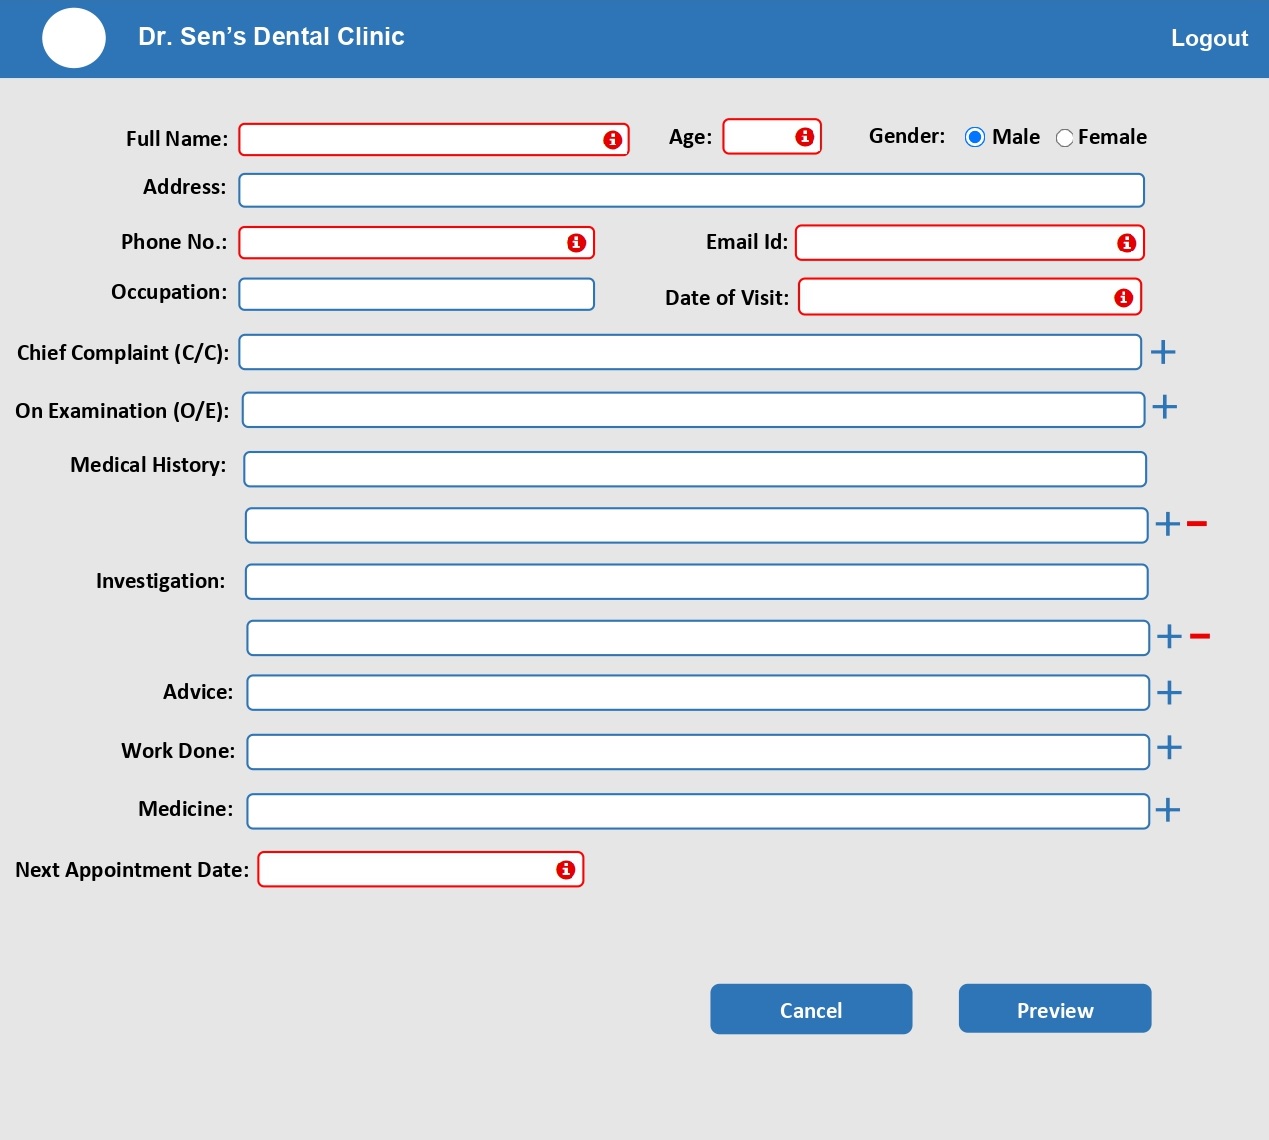 Dr. Sen’s Dental Clinic
Logout
Full Name:
Age:
Gender:
Male
Female
Address:
Phone No.:
Email Id:
Occupation:
Date of Visit:
Chief Complaint (C/C):
On Examination (O/E):
Medical History:
Investigation:
Advice:
Work Done:
Medicine:
Next Appointment Date:
Cancel
Preview